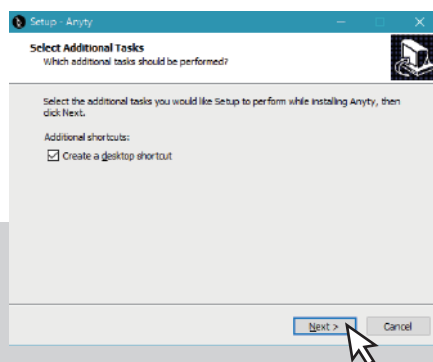 Setup - Anyty
Select Additional Tasks
Which additional tasks should be performed?
Select the additional tasks you would like Setup to perform while installing Anyty, then
click Next.
Additional shortcuts:
Create a desktop shortcut
Next >
Cancel